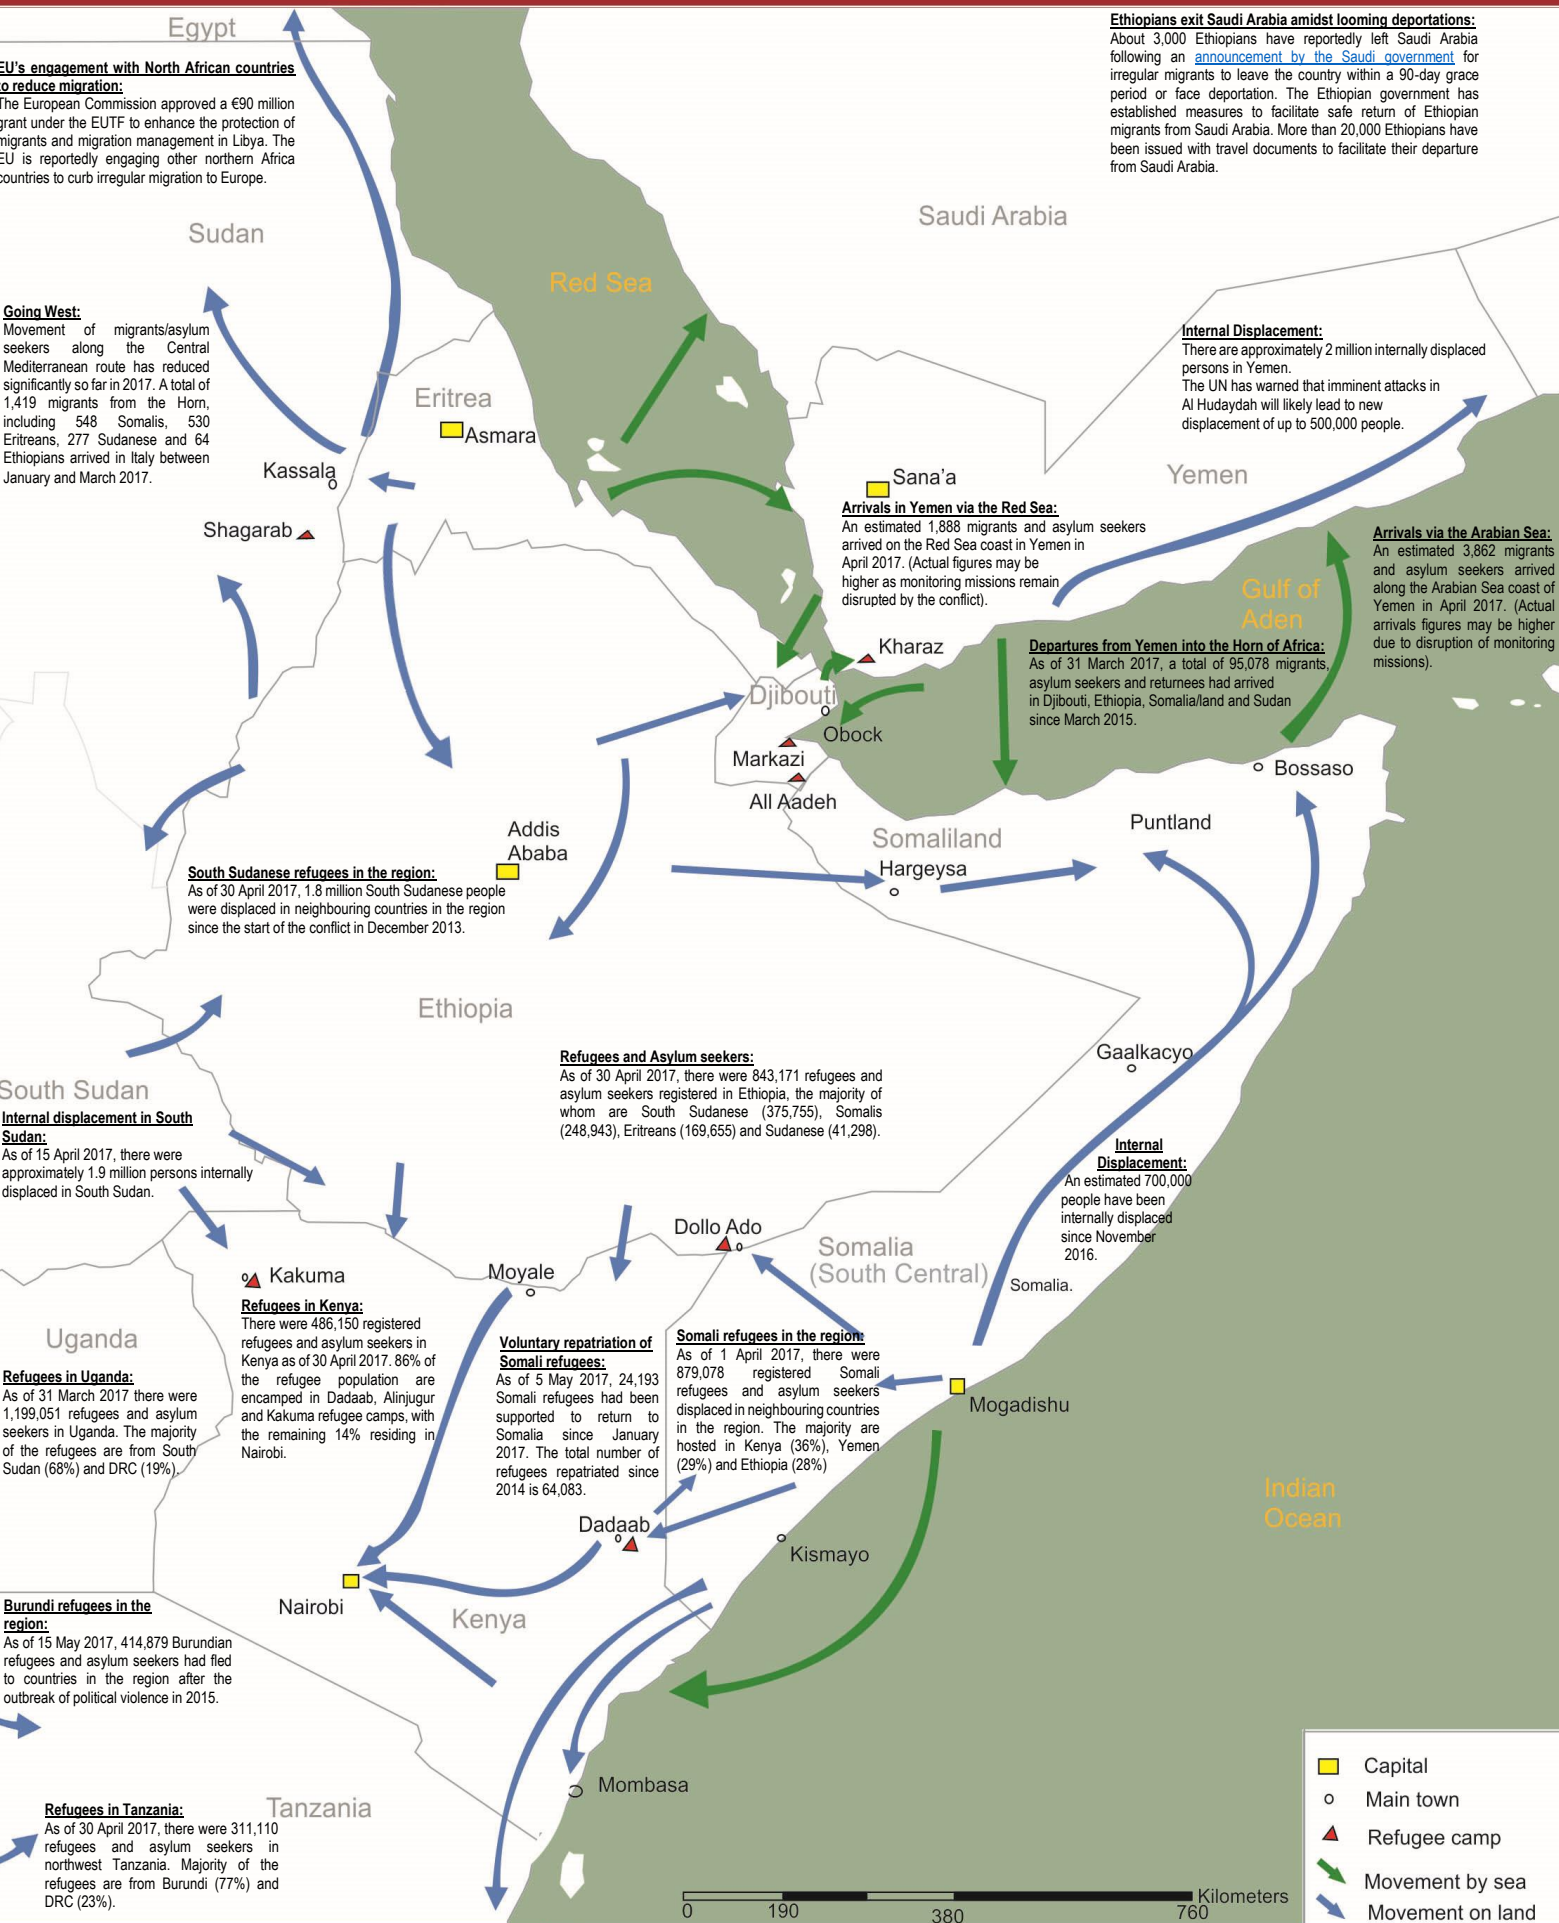 Egypt
EU's engagement with North African countries
to reduce migration:
The European Commission approved a €90 million
grant under the EUTF to enhance the protection of
migrants and migration management in Libya. The
EU is reportedly engaging other northern Africa
countries to curb irregular migration to Europe.
Ethiopians exit Saudi Arabia amidst looming deportations:
About 3,000 Ethiopians have reportedly left Saudi Arabia
following an announcement by the Saudi government for
irregular migrants to leave the country within a 90-day grace
period or face deportation. The Ethiopian government has
established measures to facilitate safe return of Ethiopian
migrants from Saudi Arabia. More than 20,000 Ethiopians have
been issued with travel documents to facilitate their departure
from Saudi Arabia.
Saudi Arabia
Sudan
Red Sea
Going West:
Movement of migrants/asylum
seekers along the Central
Mediterranean route has reduced
significantly so far in 2017. A total of
1,419 migrants from the Horn,
including 548 Somalis, 530
Eritreans, 277 Sudanese and 64
Ethiopians arrived in Italy between
January and March 2017.
Internal Displacement:
There are approximately 2 million internally displaced
persons in Yemen.
The UN has warned that imminent attacks in
Al Hudaydah will likely lead to new
displacement of up to 500,000 people.
Eritrea
Asmara
Kassala
Shagarab
Sana'a
Yemen
Arrivals in Yemen via the Red Sea:
An estimated 1,888 migrants and asylum seekers
arrived on the Red Sea coast in Yemen in
April 2017. (Actual figures may be
higher as monitoring missions remain
disrupted by the conflict).
Arrivals via the Arabian Sea:
An estimated 3,862 migrants
and asylum seekers arrived
along the Arabian Sea coast of
Yemen in April 2017. (Actual
arrivals figures may be higher
due to disruption of monitoring
missions).
Gulf of
Aden
Kharaz
Departures from Yemen into the Horn of Africa:
As of 31 March 2017, a total of 95,078 migrants,
asylum seekers and returnees had arrived
in Djibouti, Ethiopia, Somalia/land and Sudan
since March 2015.
Djibouti
Obock
Markazi
All Aadeh
Bossaso
Puntland
Somaliland
Hargeysa
Addis
Ababa
South Sudanese refugees in the region:
As of 30 April 2017, 1.8 million South Sudanese people
were displaced in neighbouring countries in the region
since the start of the conflict in December 2013.
Ethiopia
Refugees and Asylum seekers:
As of 30 April 2017, there were 843,171 refugees and
asylum seekers registered in Ethiopia, the majority of
whom are South Sudanese (375,755), Somalis
(248,943), Eritreans (169,655) and Sudanese (41,298).
Gaalkacyo
South Sudan
Internal displacement in South
Sudan:
As of 15 April 2017, there were
approximately 1.9 million persons internally
displaced in South Sudan.
Internal
Displacement:
An estimated 700,000
people have been
internally displaced
since November
2016.
Somalia.
Dollo Ado
Somalia
(South Central)
Moyale
Kakuma
Refugees in Kenya:
There were 486,150 registered
refugees and asylum seekers in
Kenya as of 30 April 2017. 86% of
the refugee population are
encamped in Dadaab, Alinjugur
and Kakuma refugee camps, with
the remaining 14% residing in
Nairobi.
Uganda
Refugees in Uganda:
As of 31 March 2017 there were
1,199,051 refugees and asylum
seekers in Uganda. The majority
of the refugees are from South
Sudan (68%) and DRC (19%).
Voluntary repatriation of
Somali refugees:
As of 5 May 2017, 24,193
Somali refugees had been
supported to return to
Somalia since January
2017. The total number of
refugees repatriated since
2014 is 64,083.
Somali refugees in the region:
As of 1 April 2017, there were
879,078 registered Somali
refugees and asylum seekers
displaced in neighbouring countries
in the region. The majority are
hosted in Kenya (36%), Yemen
(29%) and Ethiopia (28%)
Mogadishu
Dadaab
Kismayo
Indian
Ocean
Nairobi
Kenya
Burundi refugees in the
region:
As of 15 May 2017, 414,879 Burundian
refugees and asylum seekers had fled
to countries in the region after the
outbreak of political violence in 2015.
Mombasa
Tanzania
Refugees in Tanzania:
As of 30 April 2017, there were 311,110
refugees and asylum seekers in
northwest Tanzania. Majority of the
refugees are from Burundi (77%) and
DRC (23%).
Capital
Main town
Refugee camp
Movement by sea
Movement on land
Kilometers
0 190 380 760